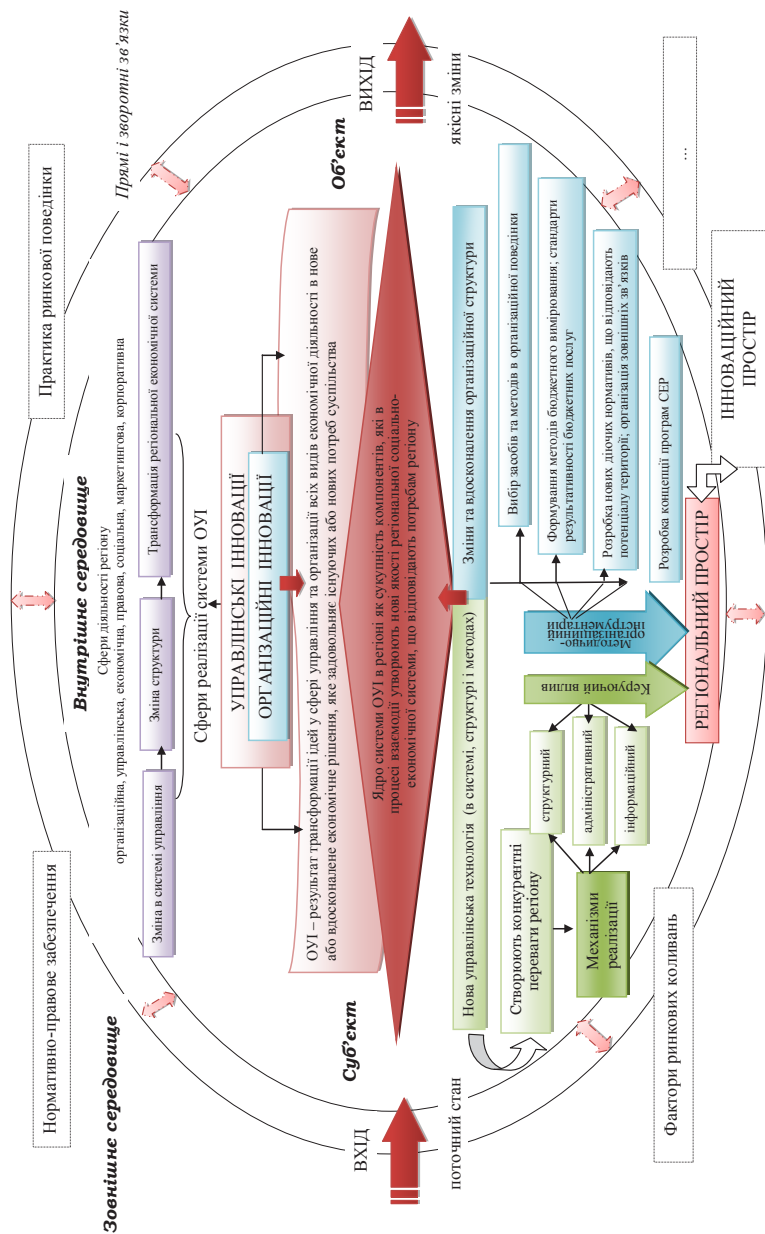 Зовнішнє середовище
Нормативно-правове забезпечення
Практика ринкової поведінки
Прямі і зворотні зв’язки
Внутрішнє середовище
Сфери діяльності регіону
організаційна, управлінська, економічна, правова, соціальна, маркетингова, корпоративна
Зміна в системі управління
Зміна структури
Трансформація регіональної економічної системи
Сфери реалізації системи ОУІ
УПРАВЛІНСЬКІ ІННОВАЦІЇ
ОРГАНІЗАЦІЙНІ ІННОВАЦІЇ
ОУІ – результат трансформації ідей у сфері управління та організації всіх видів економічної діяльності в нове
або вдосконалене економічне рішення, яке задовольняє існуючих або нових потреб суспільства
Суб’єкт
Об’єкт
ВХІД
поточний стан
ВИХІД
якісні зміни
Ядро системи ОУІ в регіоні як сукупність компонентів, які в
процесі взаємодії утворюють нові якості регіональної соціально-
економічної системи, що відповідають потребам регіону
Нова управлінська технологія (в системі, структурі і методах)
Зміни та вдосконалення організаційної структури
Створюють конкурентні
переваги регіону
Механізми
реалізації
структурний
адміністративний
інформаційний
Керуючий вплив
Методично-
організаційний
інструментарій
Вибір засобів та методів в організаційної поведінки
Формування методів бюджетного вимірювання; стандарти
результативності бюджетних послуг
Розробка нових діючих нормативів, що відповідають
потенціалу території; організація зовнішніх зв’язків
Розробка концепції програм СЕР
РЕГІОНАЛЬНИЙ ПРОСТІР
ІННОВАЦІЙНИЙ
ПРОСТІР
Фактори ринкових коливань
...